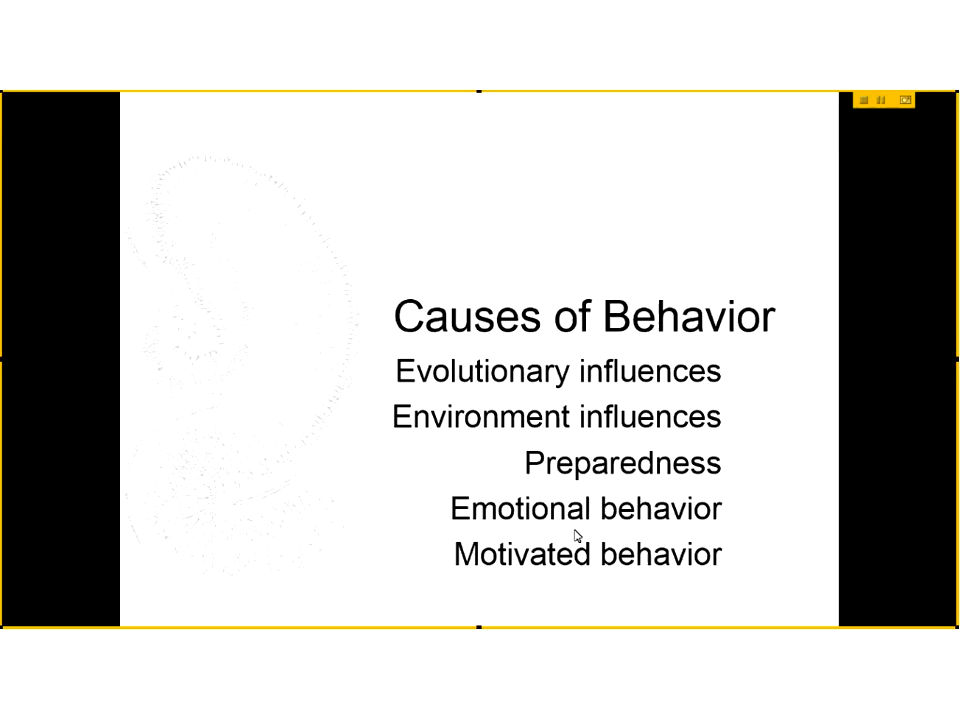 Causes of Behavior
Evolutionary influences
Environment influences
Preparedness
Emotional behavior
Motivated behavior